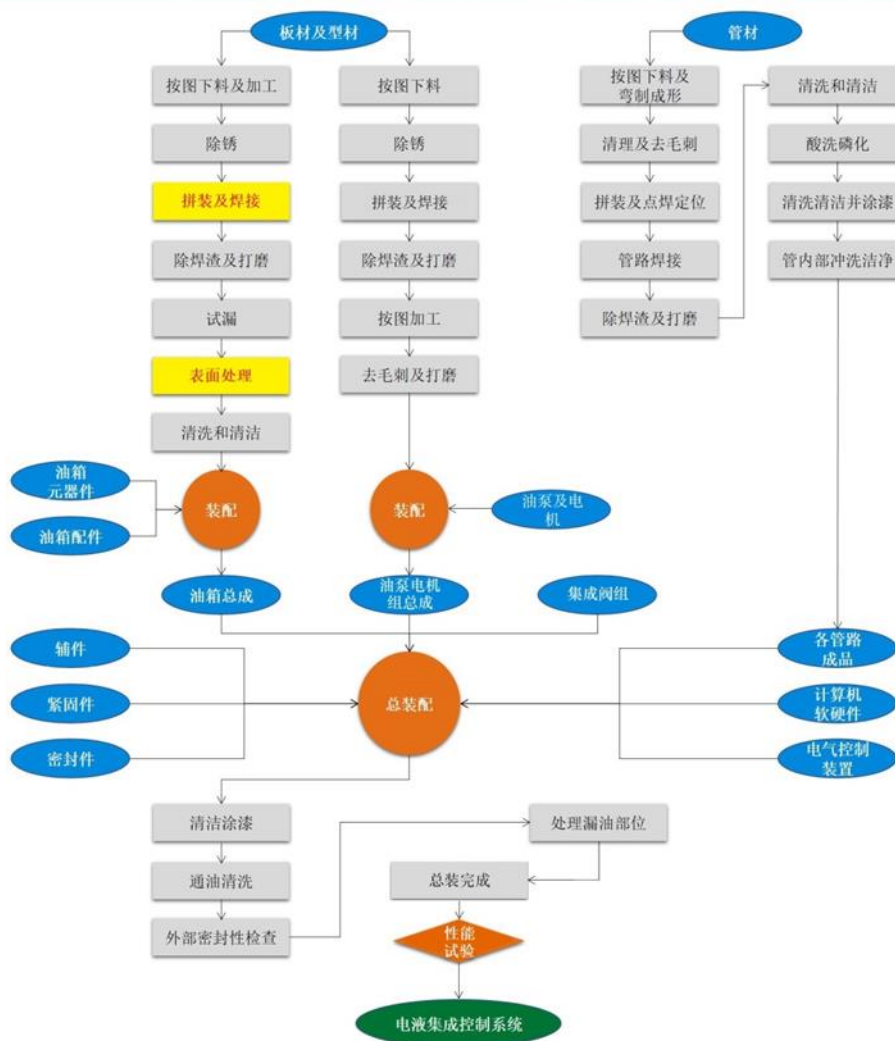 板材及型材
按图下料及加工
除锈
拼装及焊接
除焊渣及打磨
试漏
表面处理
清洗和清洁
按图下料
除锈
拼装及焊接
除焊渣及打磨
按图加工
去毛刺及打磨
管材
按图下料及
弯制成形
清理及去毛刺
拼装及点焊定位
管路焊接
除焊渣及打磨
清洗和清洁
酸洗磷化
清洗清洁并涂漆
管内部冲洗洁净
油箱
元器件
油箱配件
装配
装配
油泵及电
机
油箱总成
油泵电机
组总成
集成阀组
辅件
紧固件
密封件
总装配
各管路
成品
计算机
软硬件
电气控制
装置
清洁涂漆
通油清洗
外部密封性检查
处理漏油部位
总装完成
性能
试验
电液集成控制系统